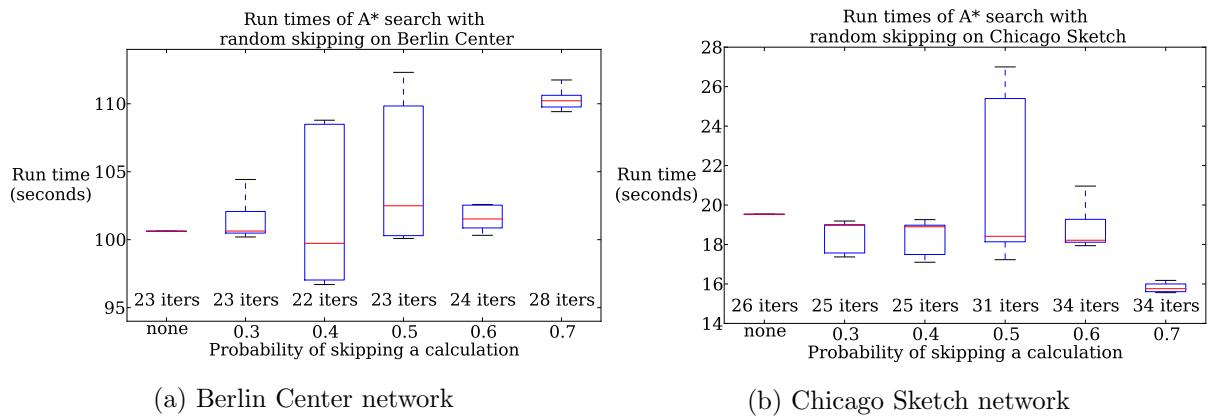 Run times of A* search with
random skipping on Berlin Center
110
105
100
95
Run time
(seconds)
23 iters
23 iters
22 iters
23 iters
24 iters
28 iters
none
0.3
0.4
0.5
0.6
0.7
Probability of skipping a calculation
(a) Berlin Center network
Run times of A* search with
random skipping on Chicago Sketch
28
26
24
22
20
18
16
14
Run time
(seconds)
26 iters
25 iters
25 iters
31 iters
34 iters
34 iters
none
0.3
0.4
0.5
0.6
0.7
Probability of skipping a calculation
(b) Chicago Sketch network